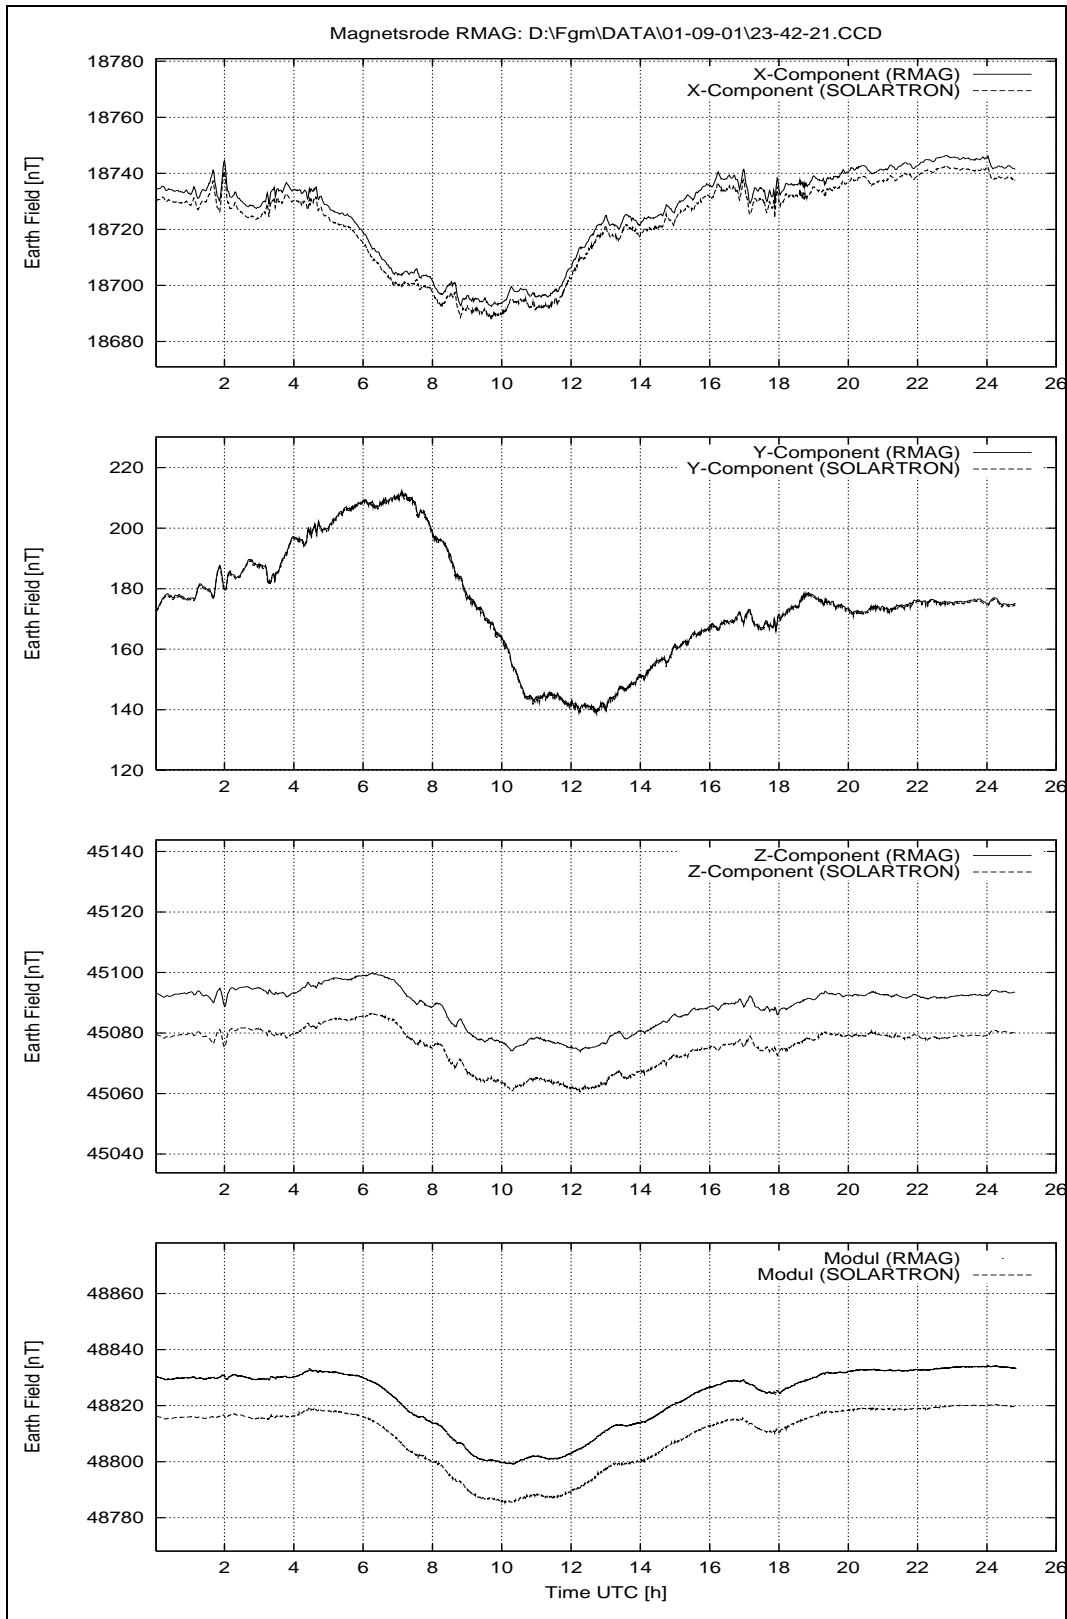 Magnetsrode RMAG: D:\Fgm\DATA\01-09-01\23-42-21.CCD
18780
18760
18740
18720
18700
18680
Earth Field [nT]
X-Component (RMAG)
X-Component (SOLARTRON)
2 4 6 8 10 12 14 16 18 20 22 24 26
220
200
180
160
140
120
Earth Field [nT]
Y-Component (RMAG)
Y-Component (SOLARTRON)
2 4 6 8 10 12 14 16 18 20 22 24 26
45140
45120
45100
45080
45060
45040
Earth Field [nT]
Z-Component (RMAG)
Z-Component (SOLARTRON)
2 4 6 8 10 12 14 16 18 20 22 24 26
48860
48840
48820
48800
48780
Earth Field [nT]
Modul (RMAG)
Modul (SOLARTRON)
2 4 6 8 10 12 14 16 18 20 22 24 26
Time UTC [h]